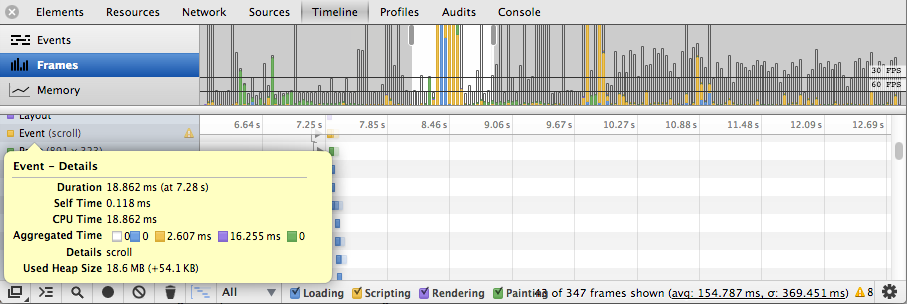 Elements Resources Network Sources Timeline Profiles Audits Console
Events
Frames
Memory
30 FPS
60 FPS
Layout
6.64 s 7.25 s 7.85 s 8.46 s 9.06 s 9.67 s 10.27 s 10.88 s 11.48 s 12.09 s 12.69 s
Event (scroll)
Paint (801 x 323)
Event – Details
Duration 18.862 ms (at 7.28 s)
Self Time 0.118 ms
CPU Time 18.862 ms
Aggregated Time 0 0 2.607 ms 16.255 ms 0
Details scroll
Used Heap Size 18.6 MB (+54.1 KB)
All Loading Scripting Rendering Painting 43 of 347 frames shown (avg: 154.787 ms, σ: 369.451 ms) 8